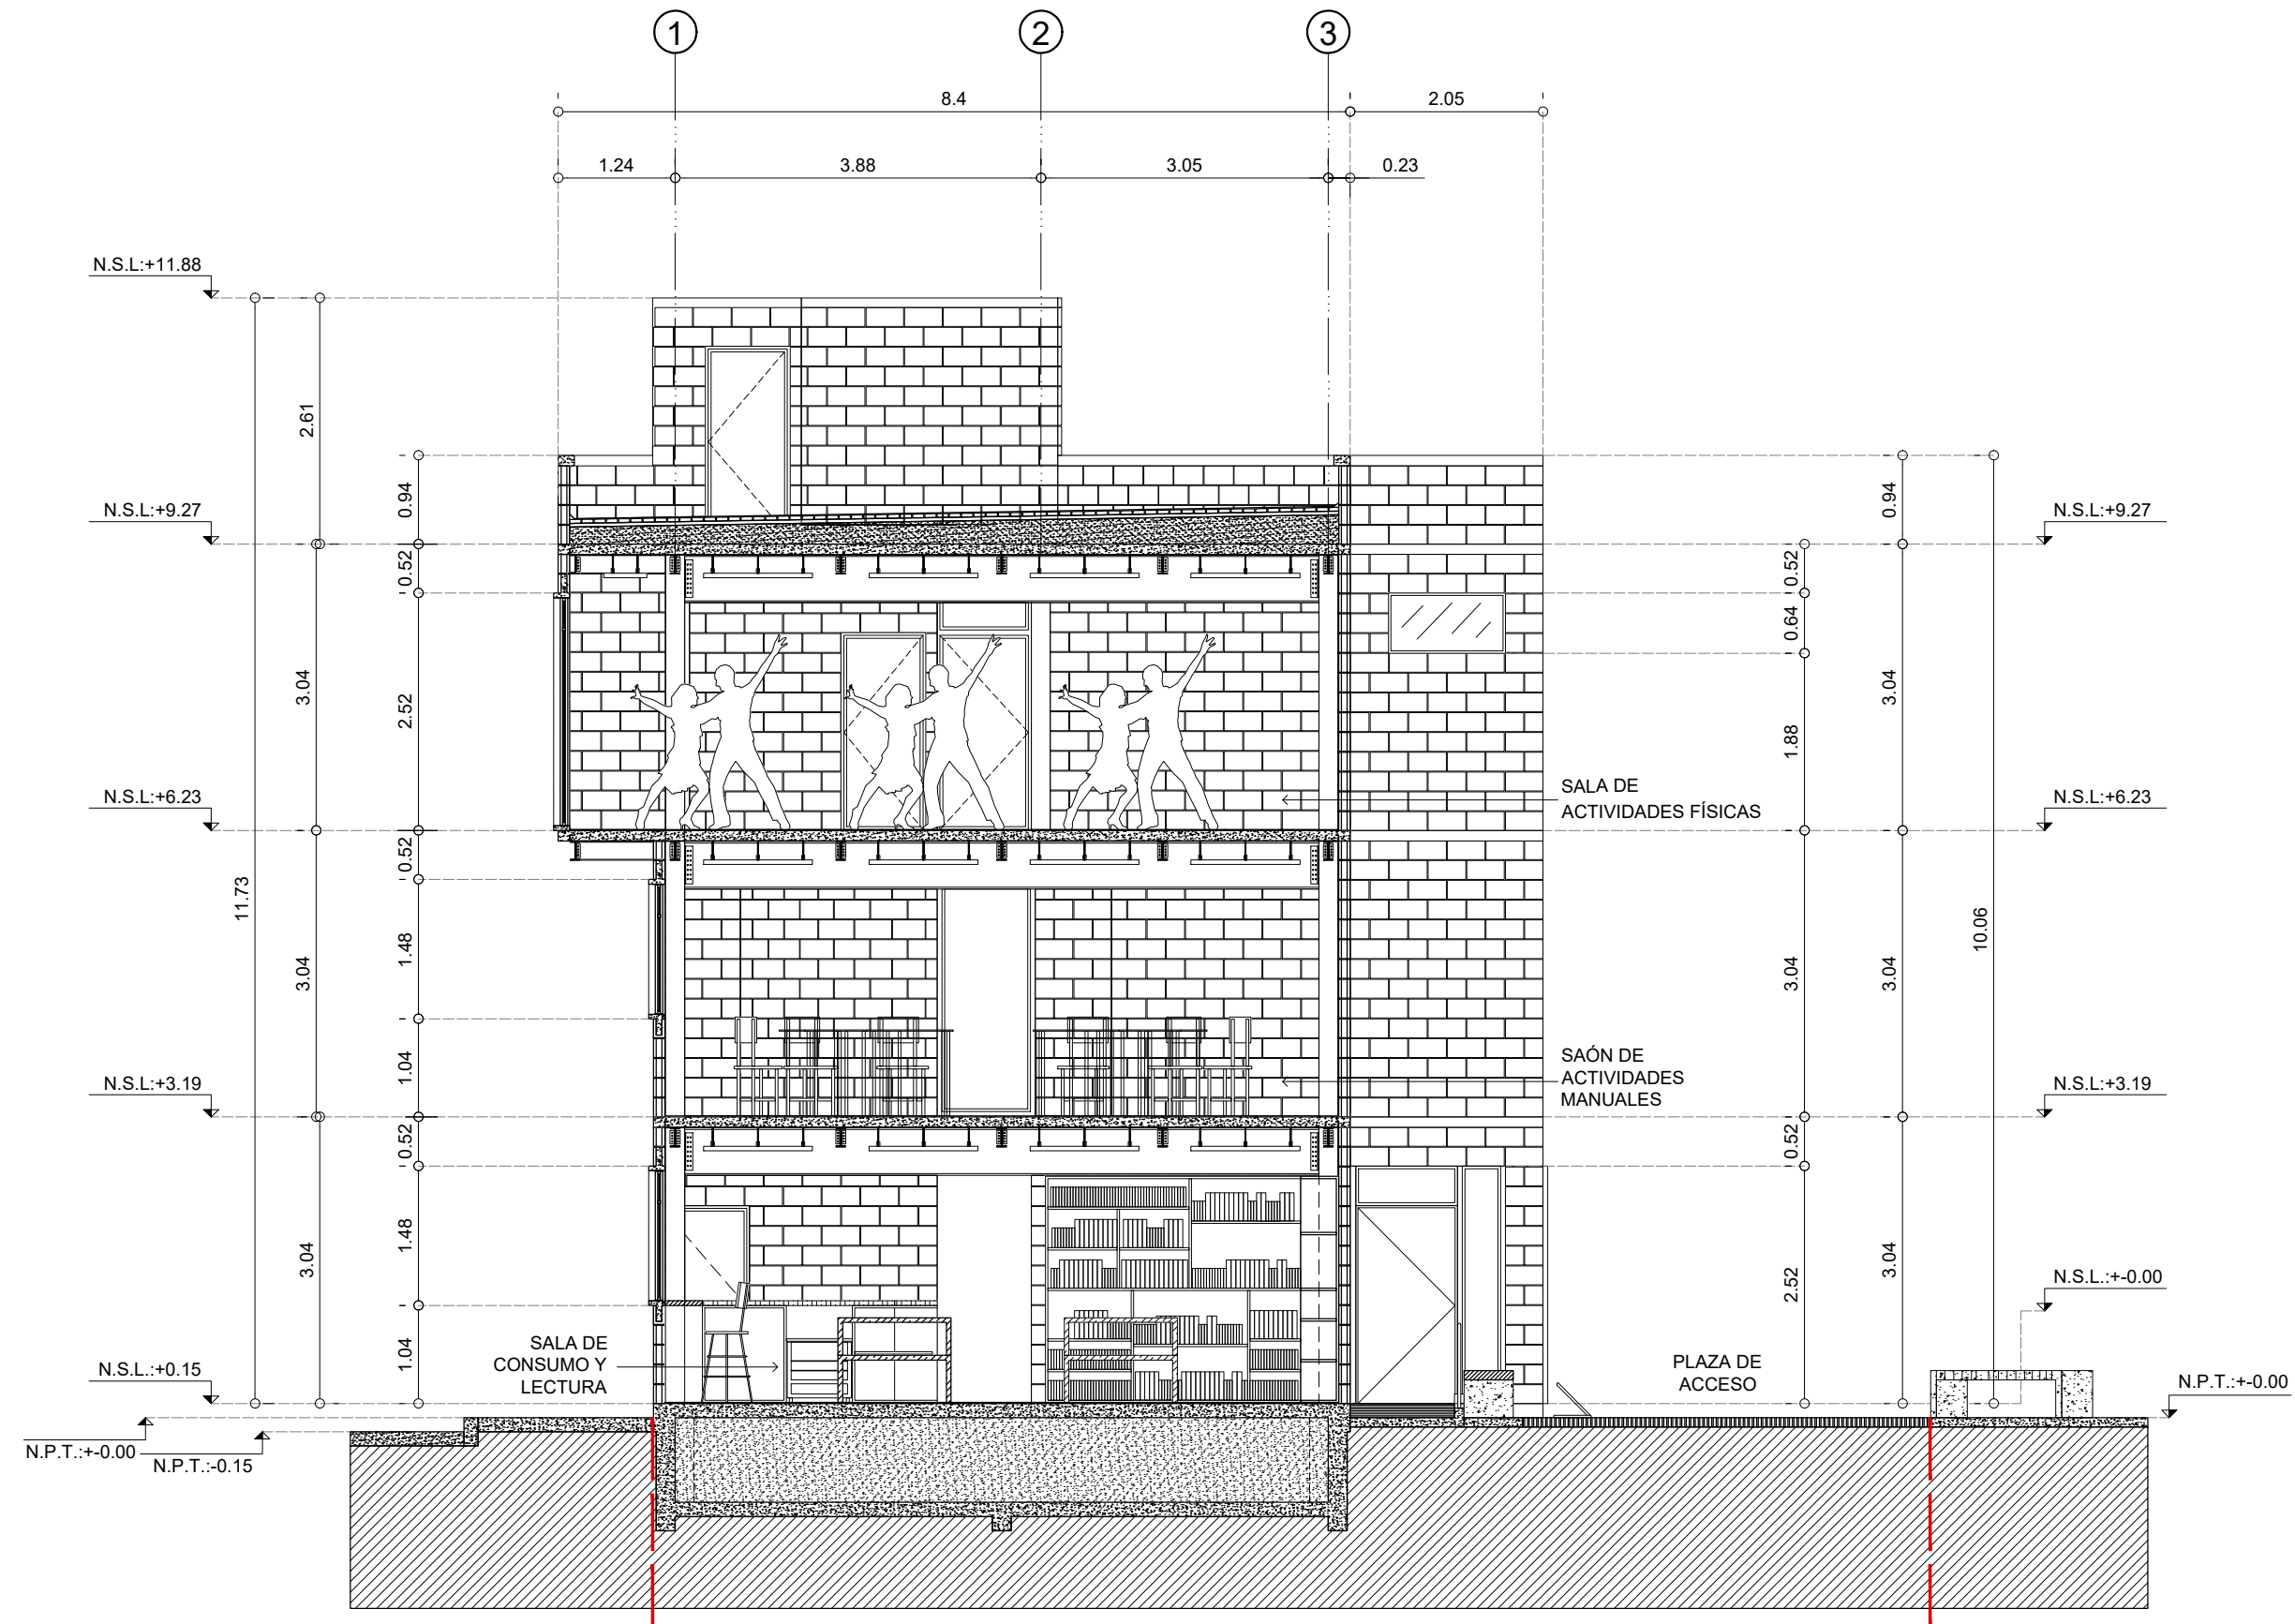 1 2 3
8.4 2.05
1.24 3.88 3.05 0.23
N.S.L:+11.88
2.61
0.94 0.94
N.S.L:+9.27 N.S.L:+9.27
0.52 0.52
0.64
3.04 2.52 3.04
1.88
SALA DE
ACTIVIDADES FÍSICAS
N.S.L:+6.23 N.S.L:+6.23
0.52
11.73 10.06
1.48
3.04 3.04 3.04
1.04
SAÓN DE
ACTIVIDADES
MANUALES
N.S.L:+3.19 N.S.L:+3.19
0.52 0.52
1.48
3.04 2.52 3.04
N.S.L.:+-0.00
1.04
SALA DE
CONSUMO Y
LECTURA
PLAZA DE
ACCESO
N.S.L.:+0.15
N.P.T.:+-0.00
N.P.T.:+-0.00
N.P.T.:-0.15